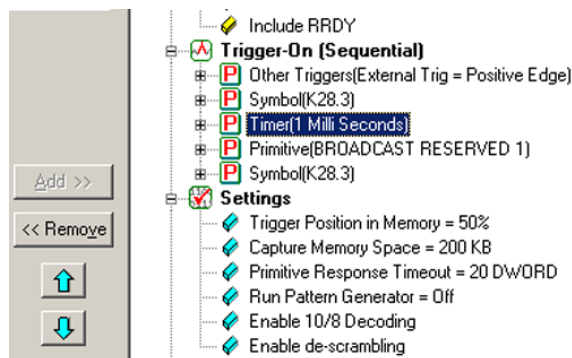 Include RRDY
Trigger-On (Sequential)
P Other Triggers(External Trig = Positive Edge)
P Symbol(K28.3)
P Timer(1 Milli Seconds)
P Primitive(BROADCAST RESERVED 1)
P Symbol(K28.3)
Settings
Trigger Position in Memory = 50%
Capture Memory Space = 200 KB
Primitive Response Timeout = 20 DWORD
Run Pattern Generator = Off
Enable 10/8 Decoding
Enable de-scrambling
Add >>
<< Remove